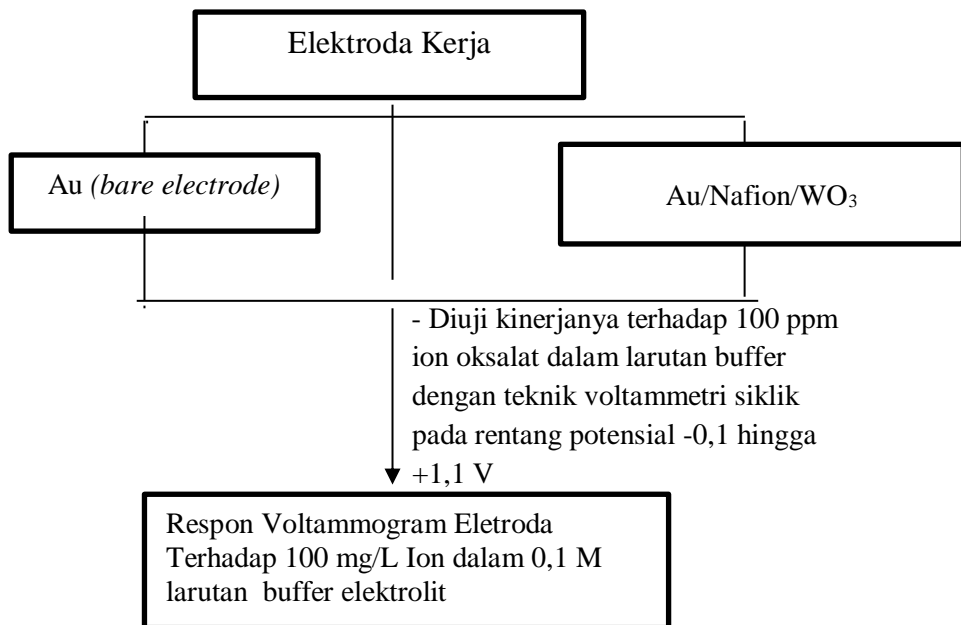 Elektroda Kerja
Au (bare electrode)
Au/Nafion/WO₃
- Diuji kinerjanya terhadap 100 ppm
ion oksalat dalam larutan buffer
dengan teknik voltammetri siklik
pada rentang potensial -0,1 hingga
+1,1 V
Respon Voltammogram Eletroda
Terhadap 100 mg/L Ion dalam 0,1 M
larutan buffer elektrolit